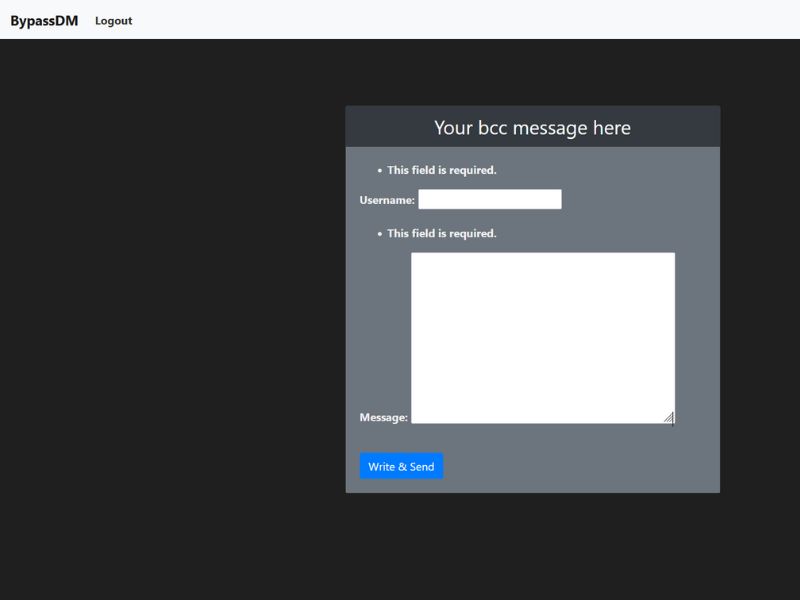 BypassDM Logout
Your bcc message here
• This field is required.
Username:
• This field is required.
Message:
Write & Send